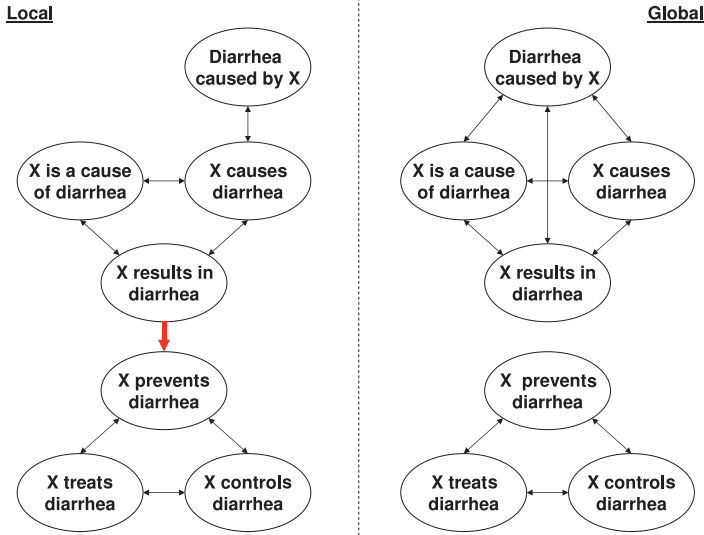 Local
Diarrhea
caused by X
X is a cause
of diarrhea
X causes
diarrhea
X results in
diarrhea
X prevents
diarrhea
X treats
diarrhea
X controls
diarrhea
Global
Diarrhea
caused by X
X is a cause
of diarrhea
X causes
diarrhea
X results in
diarrhea
X prevents
diarrhea
X treats
diarrhea
X controls
diarrhea